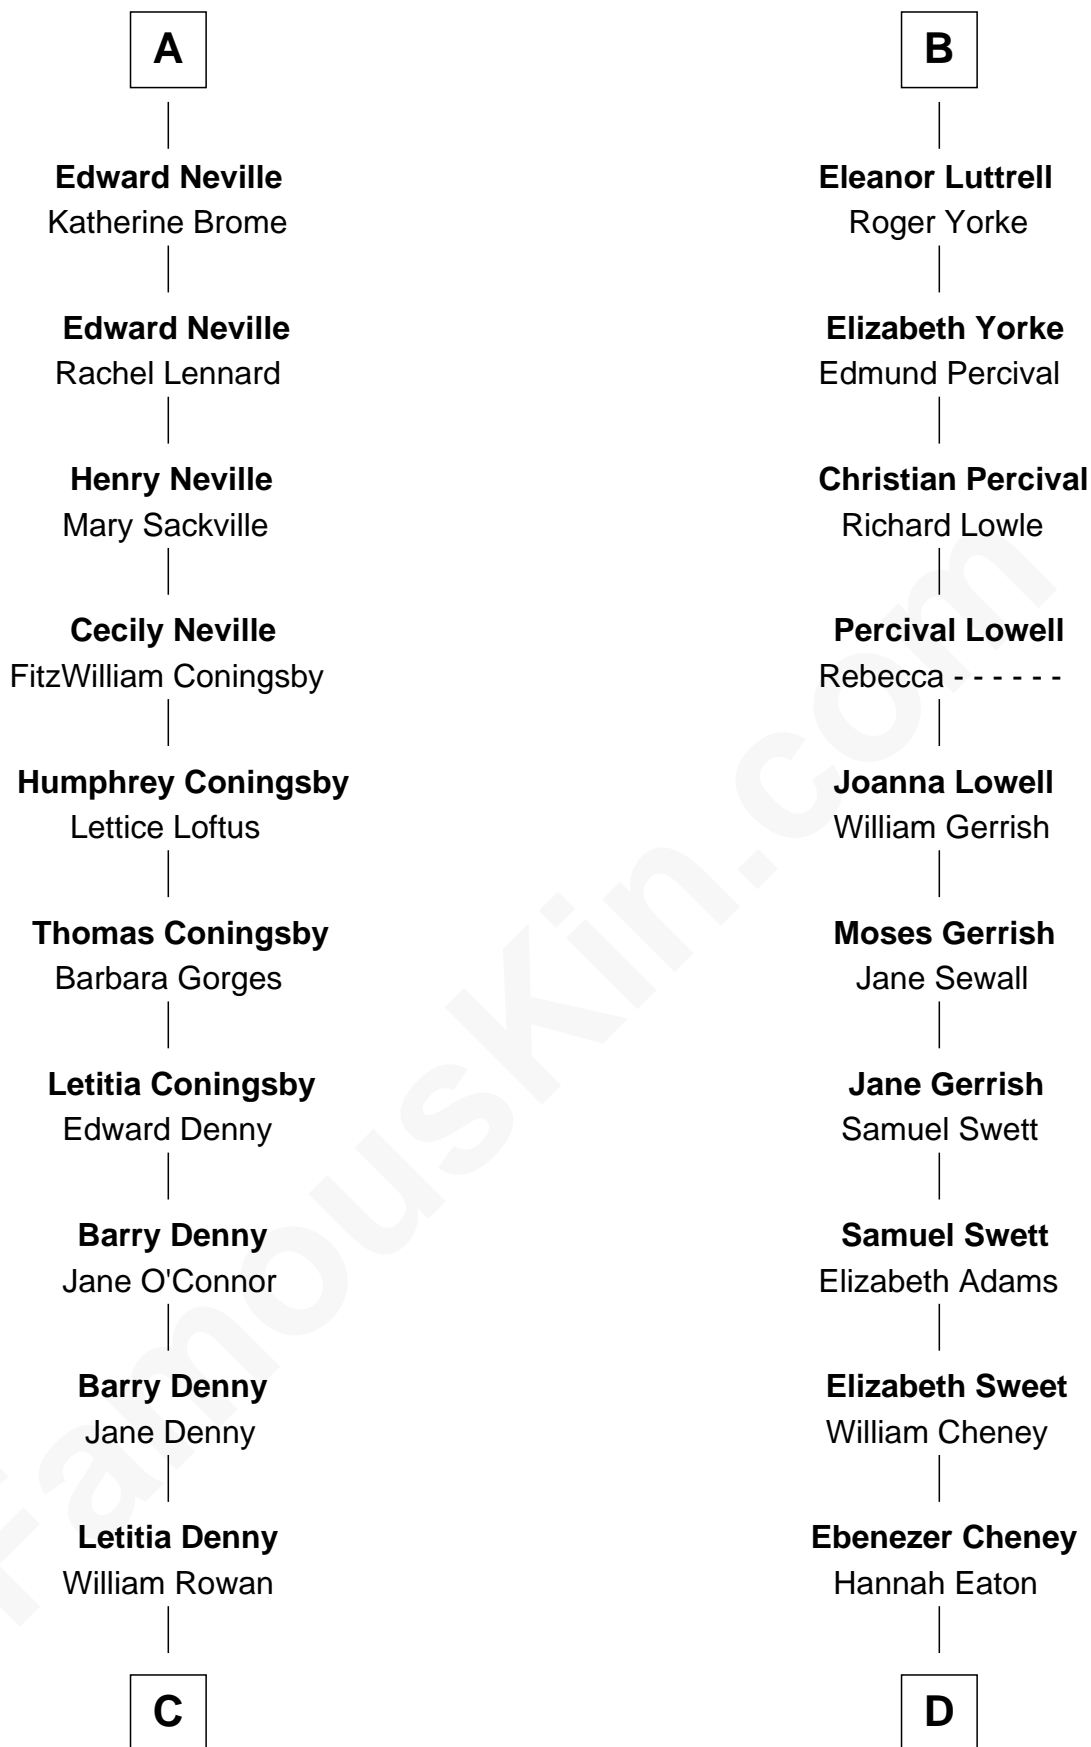 A
Edward Neville
Katherine Brome
Edward Neville
Rachel Lennard
Henry Neville
Mary Sackville
Cecily Neville
FitzWilliam Coningsby
Humphrey Coningsby
Lettice Loftus
Thomas Coningsby
Barbara Gorges
Letitia Coningsby
Edward Denny
Barry Denny
Jane O'Connor
Barry Denny
Jane Denny
Letitia Denny
William Rowan
C
B
Eleanor Luttrell
Roger Yorke
Elizabeth Yorke
Edmund Percival
Christian Percival
Richard Lowle
Percival Lowell
Rebecca - - - - - -
Joanna Lowell
William Gerrish
Moses Gerrish
Jane Sewall
Jane Gerrish
Samuel Swett
Samuel Swett
Elizabeth Adams
Elizabeth Sweet
William Cheney
Ebenezer Cheney
Hannah Eaton
D
FamousKin.com